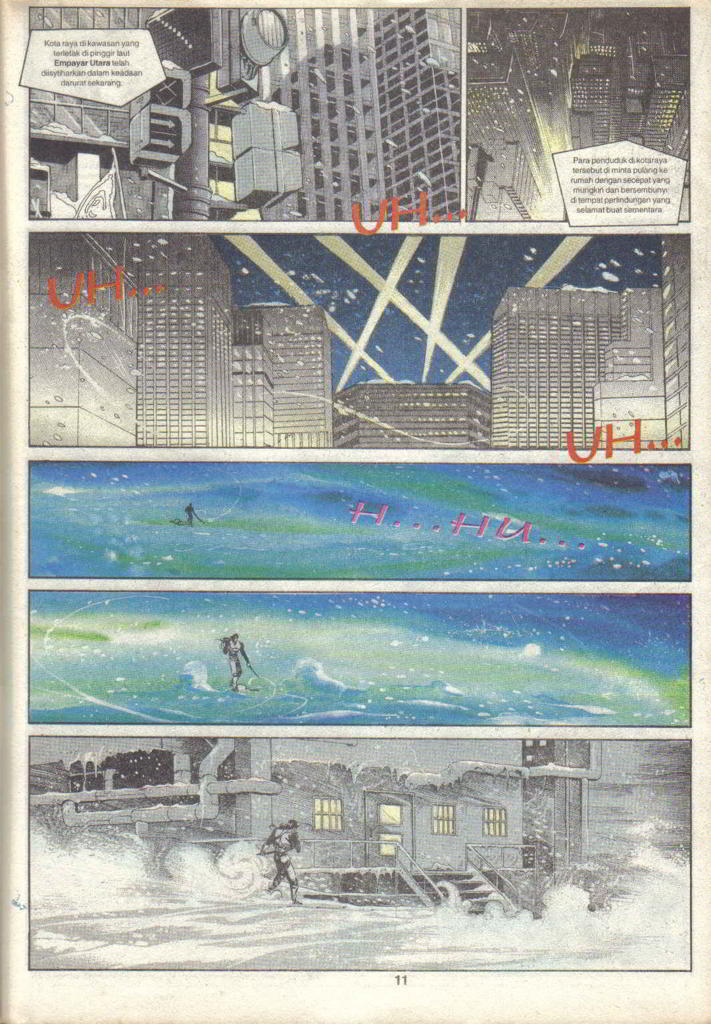 Kota raya di kawasan yang
terletak di pinggir laut
Empayar Utara telah
diisytiharkan dalam keadaan
darurat sekarang.
Para penduduk di kotaraya
tersebut di minta pulang ke
rumah dengan secepat yang
mungkin dan bersembunyi
di tempat perlindungan yang
selamat buat sementara.
UH...
UH...
UH...
H...HU...
11